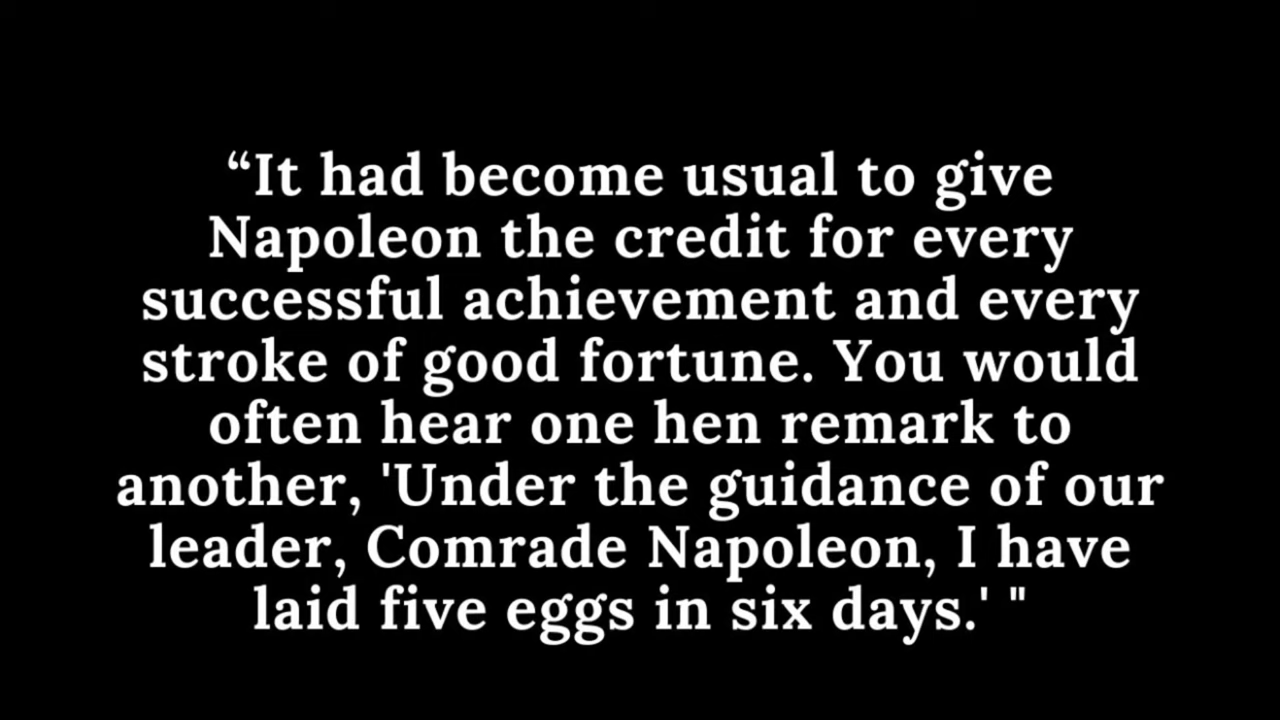 “It had become usual to give
Napoleon the credit for every
successful achievement and every
stroke of good fortune. You would
often hear one hen remark to
another, 'Under the guidance of our
leader, Comrade Napoleon, I have
laid five eggs in six days.' "